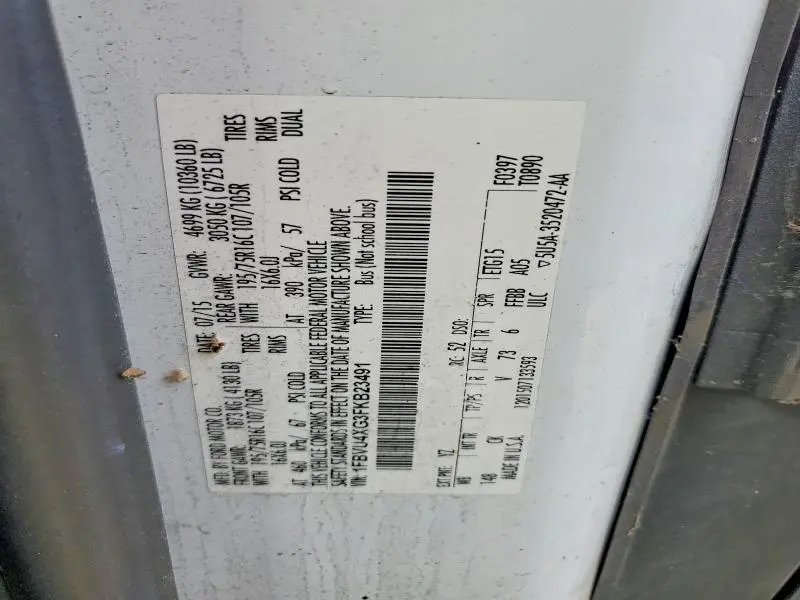 MFD. BY FORD MOTOR CO.
DATE: 07/15 GVWR: 4699 KG (10360 LB)
FRONT GAWR: 1873 KG (4130 LB) REAR GAWR: 3050 KG (6725 LB)
195/75R16C 107/105R TIRES WITH 195/75R16C 107/105R TIRES
16X6.0J RIMS 16X6.0J RIMS
AT 460 kPa/ 67 PSI COLD AT 390 kPa/ 57 PSI COLD DUAL
THIS VEHICLE CONFORMS TO ALL APPLICABLE FEDERAL MOTOR VEHICLE
SAFETY STANDARDS IN EFFECT ON THE DATE OF MANUFACTURE SHOWN ABOVE.
VIN: 1FBVU4XG3FKB23491 TYPE: Bus (Not school bus)
EXT PNT: YZ RC: 52 DSO: F0397
WB INT TR TP/PS R AXLE TR SPR ETG15 T0890
148 CK V 73 6 FFBB A05
MADE IN U.S.A. 1201507133393 ULC ▽5U5A-3520472-AA